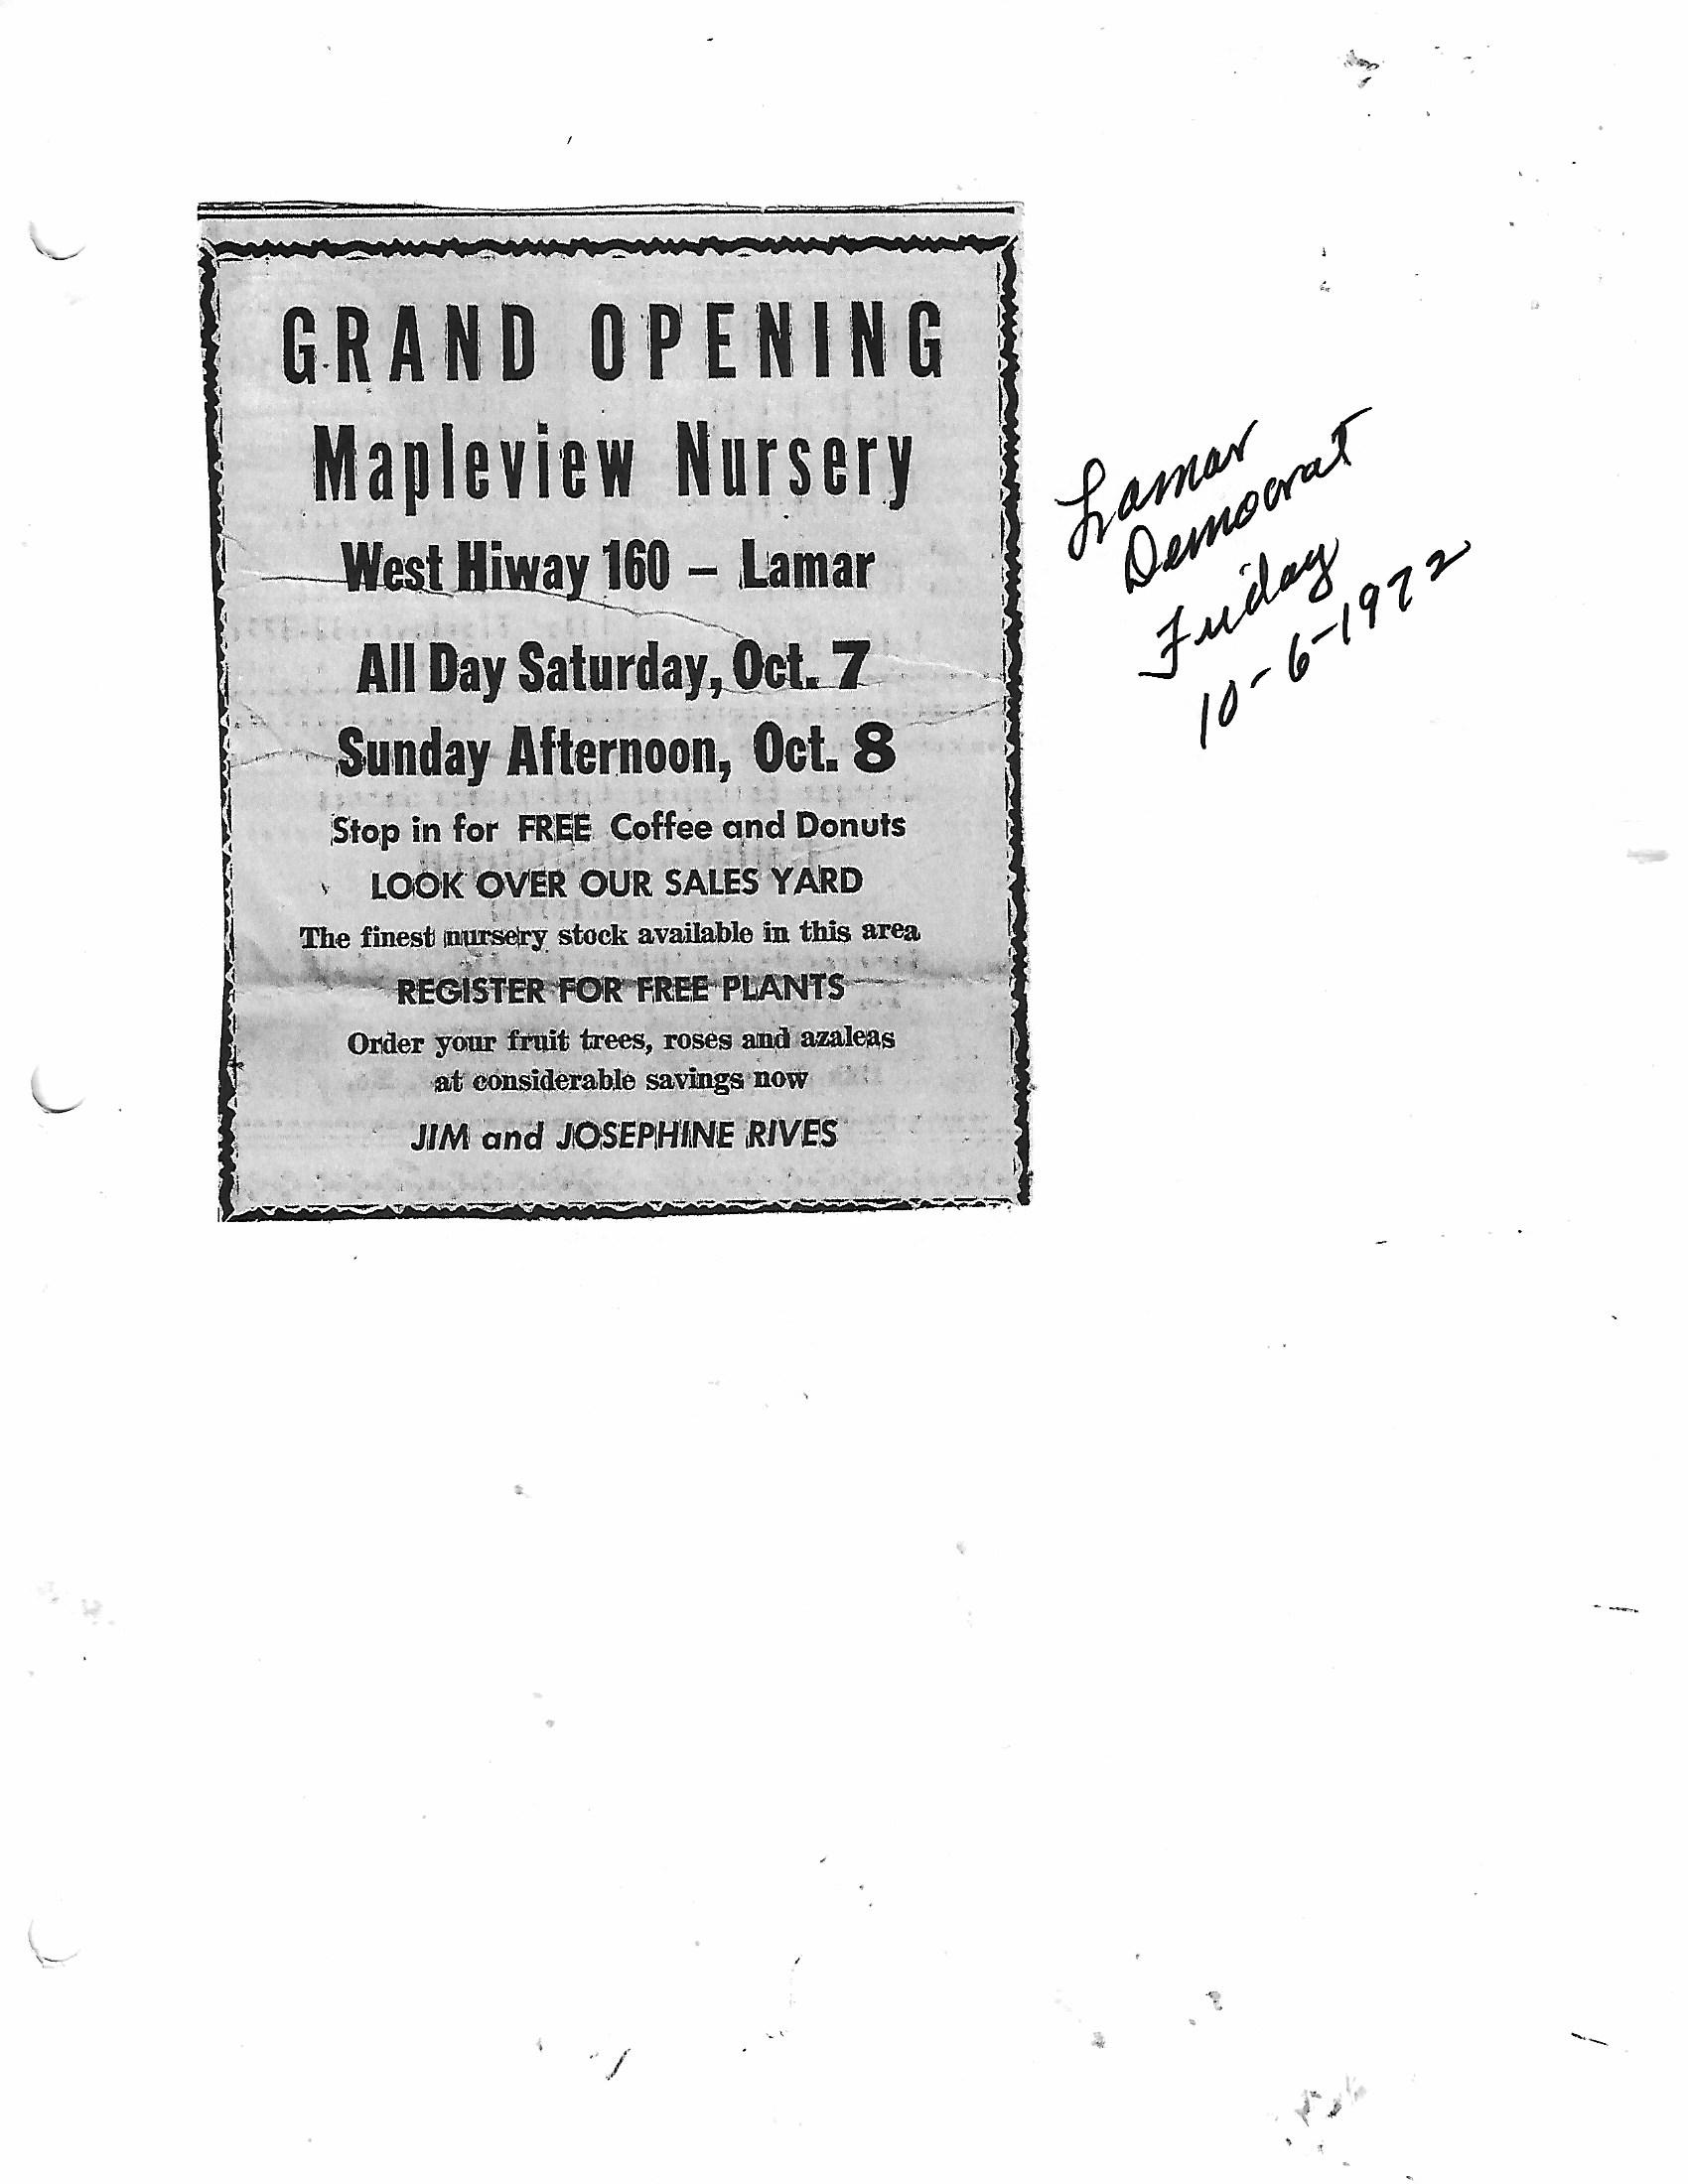 GRAND OPENING
Mapleview Nursery
West Hiway 160 – Lamar
All Day Saturday, Oct. 7
Sunday Afternoon, Oct. 8
Stop in for FREE Coffee and Donuts
LOOK OVER OUR SALES YARD
The finest nursery stock available in this area
REGISTER FOR FREE PLANTS
Order your fruit trees, roses and azaleas
at considerable savings now
JIM and JOSEPHINE RIVES
Lamar
Democrat
Friday
10-6-1972